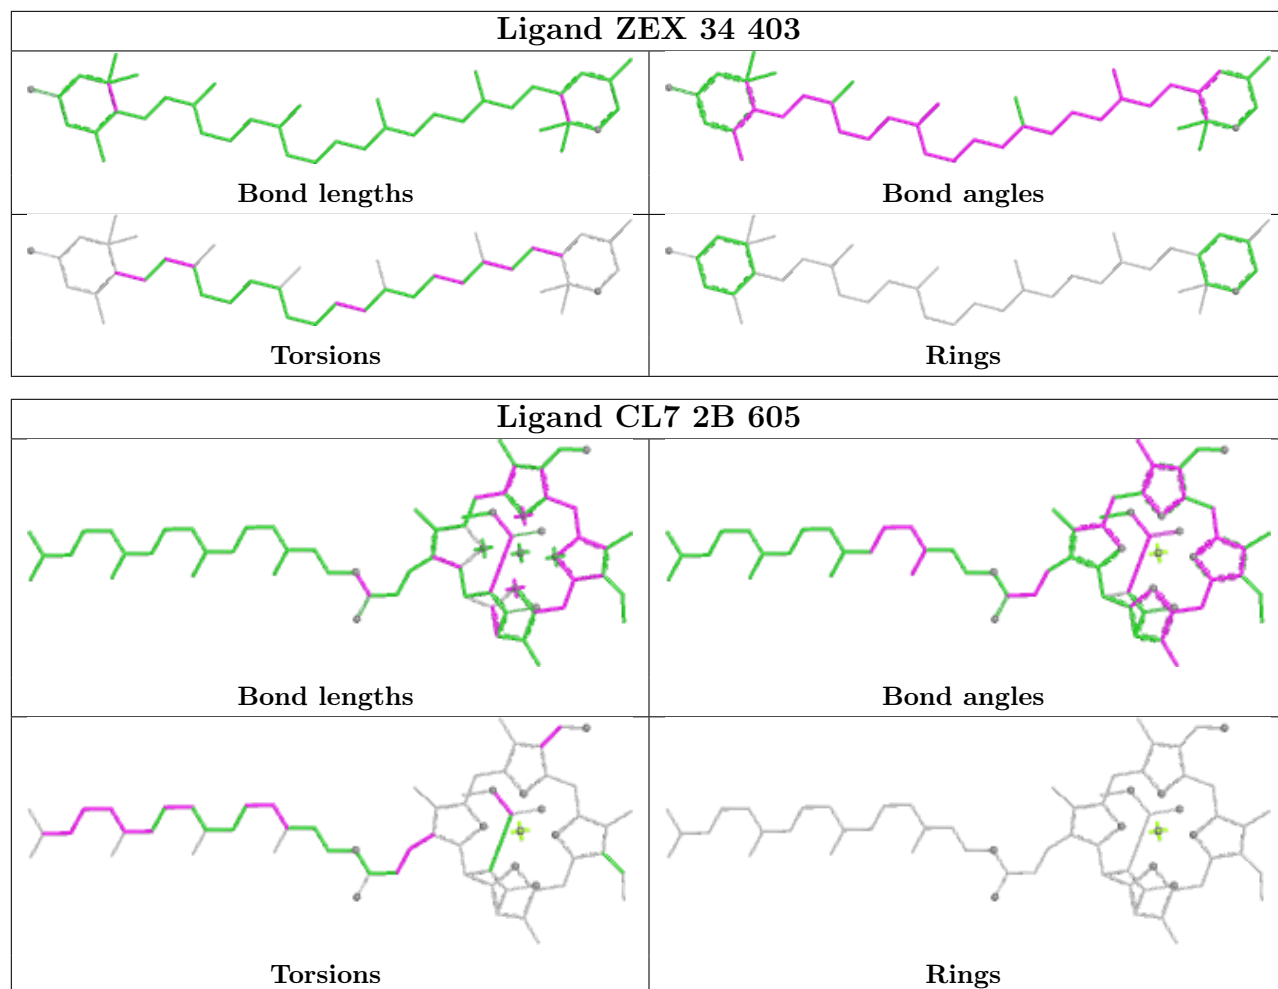 Ligand ZEX 34 403
Bond lengths
Bond angles
Torsions
Rings
Ligand CL7 2B 605
Bond lengths
Bond angles
Torsions
Rings